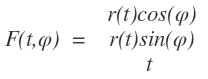 r(t)cos(φ)
F(t,φ) = r(t)sin(φ)
t